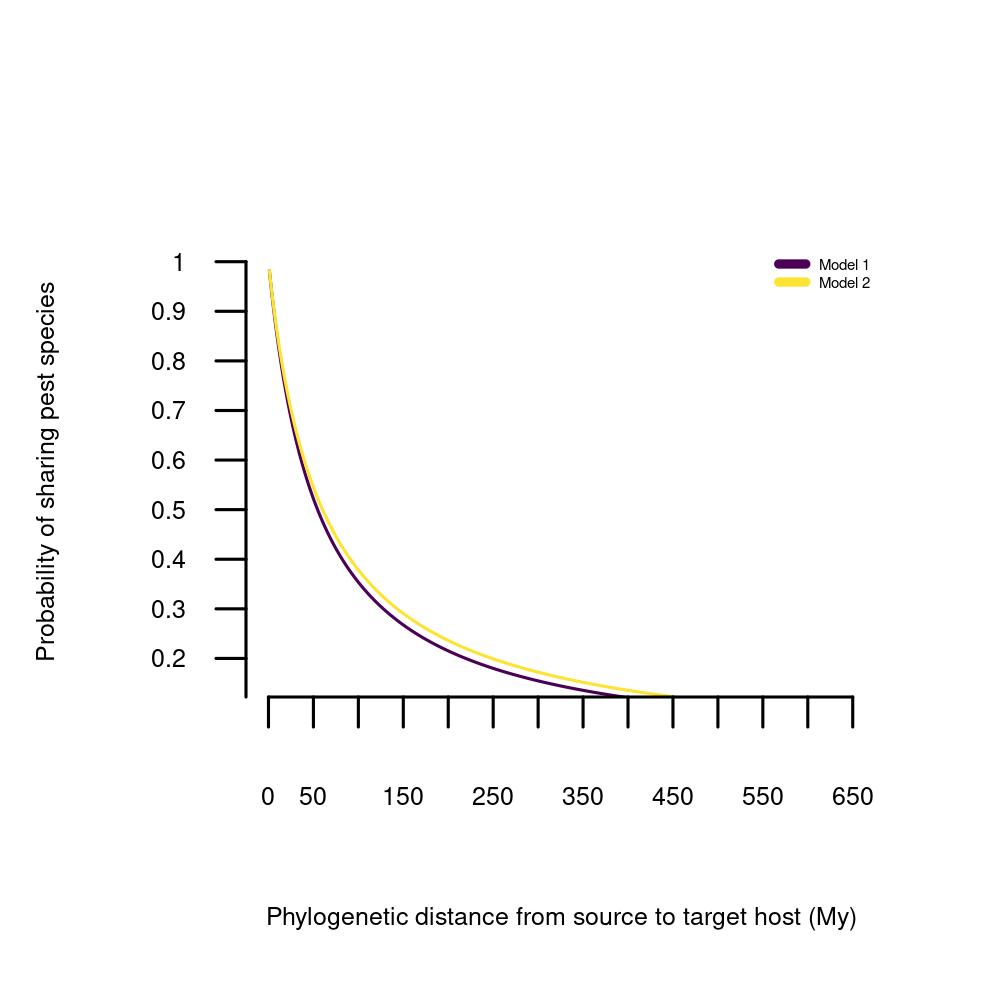 Model 1
Model 2
Probability of sharing pest species
1
0.9
0.8
0.7
0.6
0.5
0.4
0.3
0.2
0 50 150 250 350 450 550 650
Phylogenetic distance from source to target host (My)